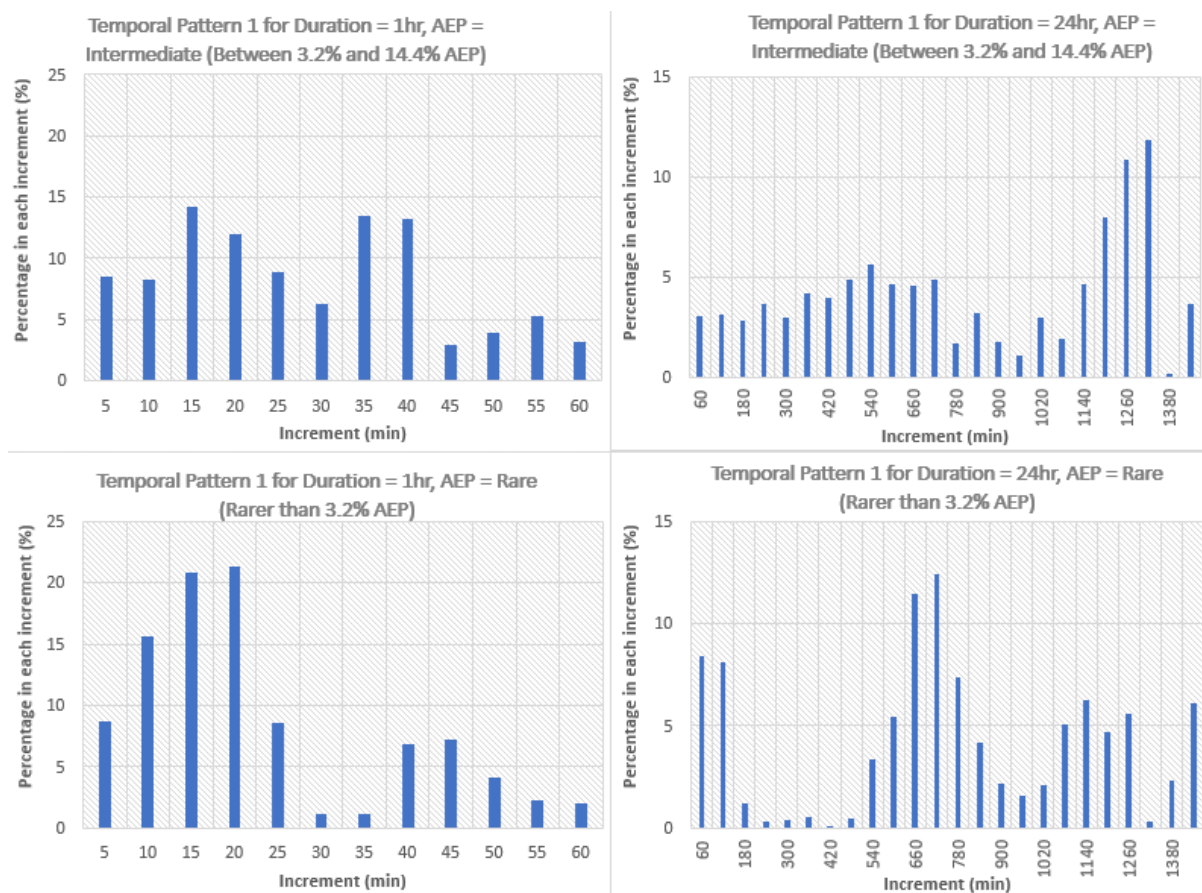 Temporal Pattern 1 for Duration = 1hr, AEP =
Intermediate (Between 3.2% and 14.4% AEP)
Percentage in each increment (%)
25
20
15
10
5
0
5 10 15 20 25 30 35 40 45 50 55 60
Increment (min)
Temporal Pattern 1 for Duration = 24hr, AEP =
Intermediate (Between 3.2% and 14.4% AEP)
Percentage in each increment (%)
15
10
5
0
60 180 300 420 540 660 780 900 1020 1140 1260 1380
Increment (min)
Temporal Pattern 1 for Duration = 1hr, AEP = Rare
(Rarer than 3.2% AEP)
Percentage in each increment (%)
25
20
15
10
5
0
5 10 15 20 25 30 35 40 45 50 55 60
Increment (min)
Temporal Pattern 1 for Duration = 24hr, AEP = Rare
(Rarer than 3.2% AEP)
Percentage in each increment (%)
15
10
5
0
60 180 300 420 540 660 780 900 1020 1140 1260 1380
Increment (min)